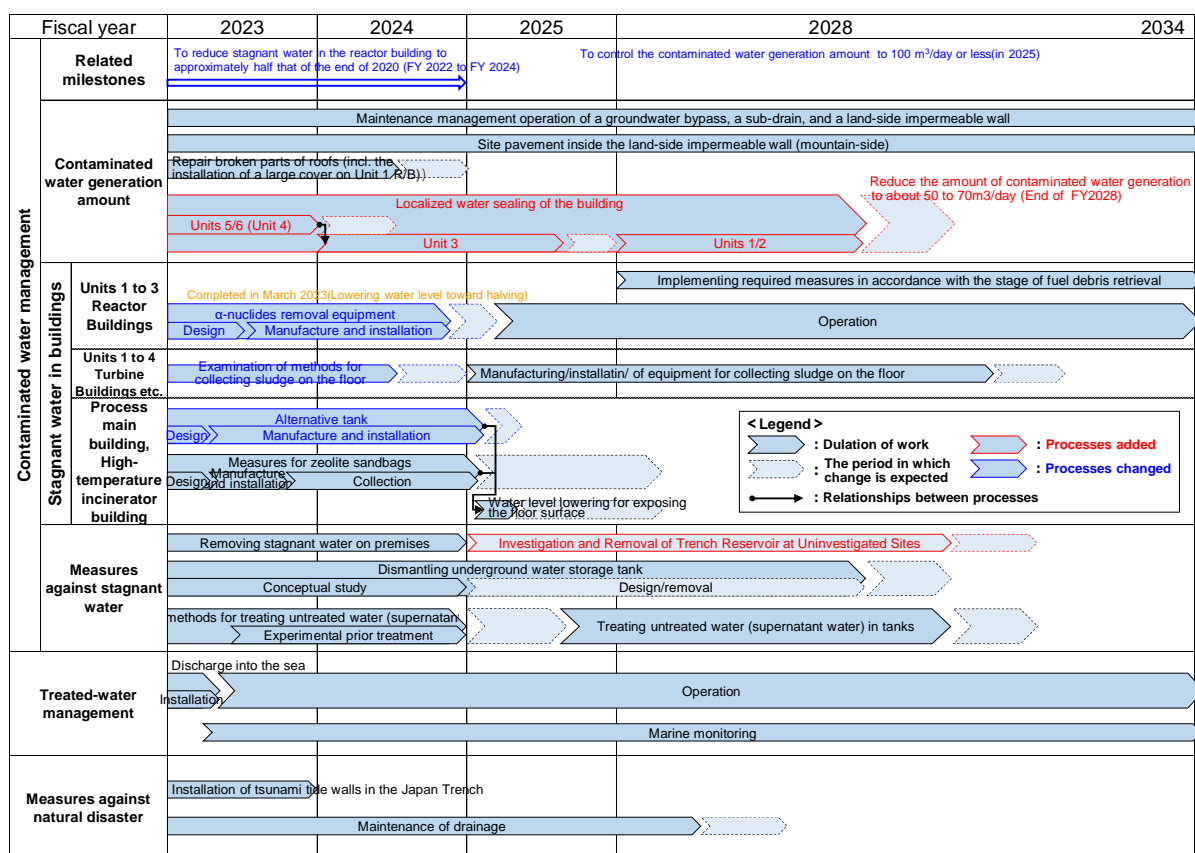 Fiscal year
2023
2024
2025
2028
2034
Contaminated water management
Related
milestones
To reduce stagnant water in the reactor building to
approximately half that of the end of 2020 (FY 2022 to FY 2024)
To control the contaminated water generation amount to 100 m³/day or less(in 2025)
Contaminated
water generation
amount
Maintenance management operation of a groundwater bypass, a sub-drain, and a land-side impermeable wall
Site pavement inside the land-side impermeable wall (mountain-side)
Repair broken parts of roofs (incl. the
installation of a large cover on Unit 1 R/B)
Localized water sealing of the building
Reduce the amount of contaminated water generation
to about 50 to 70m3/day (End of FY2028)
Units 5/6 (Unit 4)
Unit 3
Units 1/2
Stagnant water in buildings
Units 1 to 3
Reactor
Buildings
Implementing required measures in accordance with the stage of fuel debris retrieval
Completed in March 2023(Lowering water level toward halving)
α-nuclides removal equipment
Design
Manufacture and installation
Operation
Units 1 to 4
Turbine
Buildings etc.
Examination of methods for
collecting sludge on the floor
Manufacturing/installatin/ of equipment for collecting sludge on the floor
Process
main
building,
High-
temperature
incinerator
building
Alternative tank
Design
Manufacture and installation
Measures for zeolite sandbags
Design
Manufacture
and installation
Collection
Water level lowering for exposing
the floor surface
< Legend >
: Dulation of work
: Processes added
: The period in which
change is expected
: Processes changed
: Relationships between processes
Measures
against stagnant
water
Removing stagnant water on premises
Investigation and Removal of Trench Reservoir at Uninvestigated Sites
Dismantling underground water storage tank
Conceptual study
Design/removal
methods for treating untreated water (supernatan
Experimental prior treatment
Treating untreated water (supernatant water) in tanks
Treated-water
management
Discharge into the sea
Installation
Operation
Marine monitoring
Measures against
natural disaster
Installation of tsunami tide walls in the Japan Trench
Maintenance of drainage